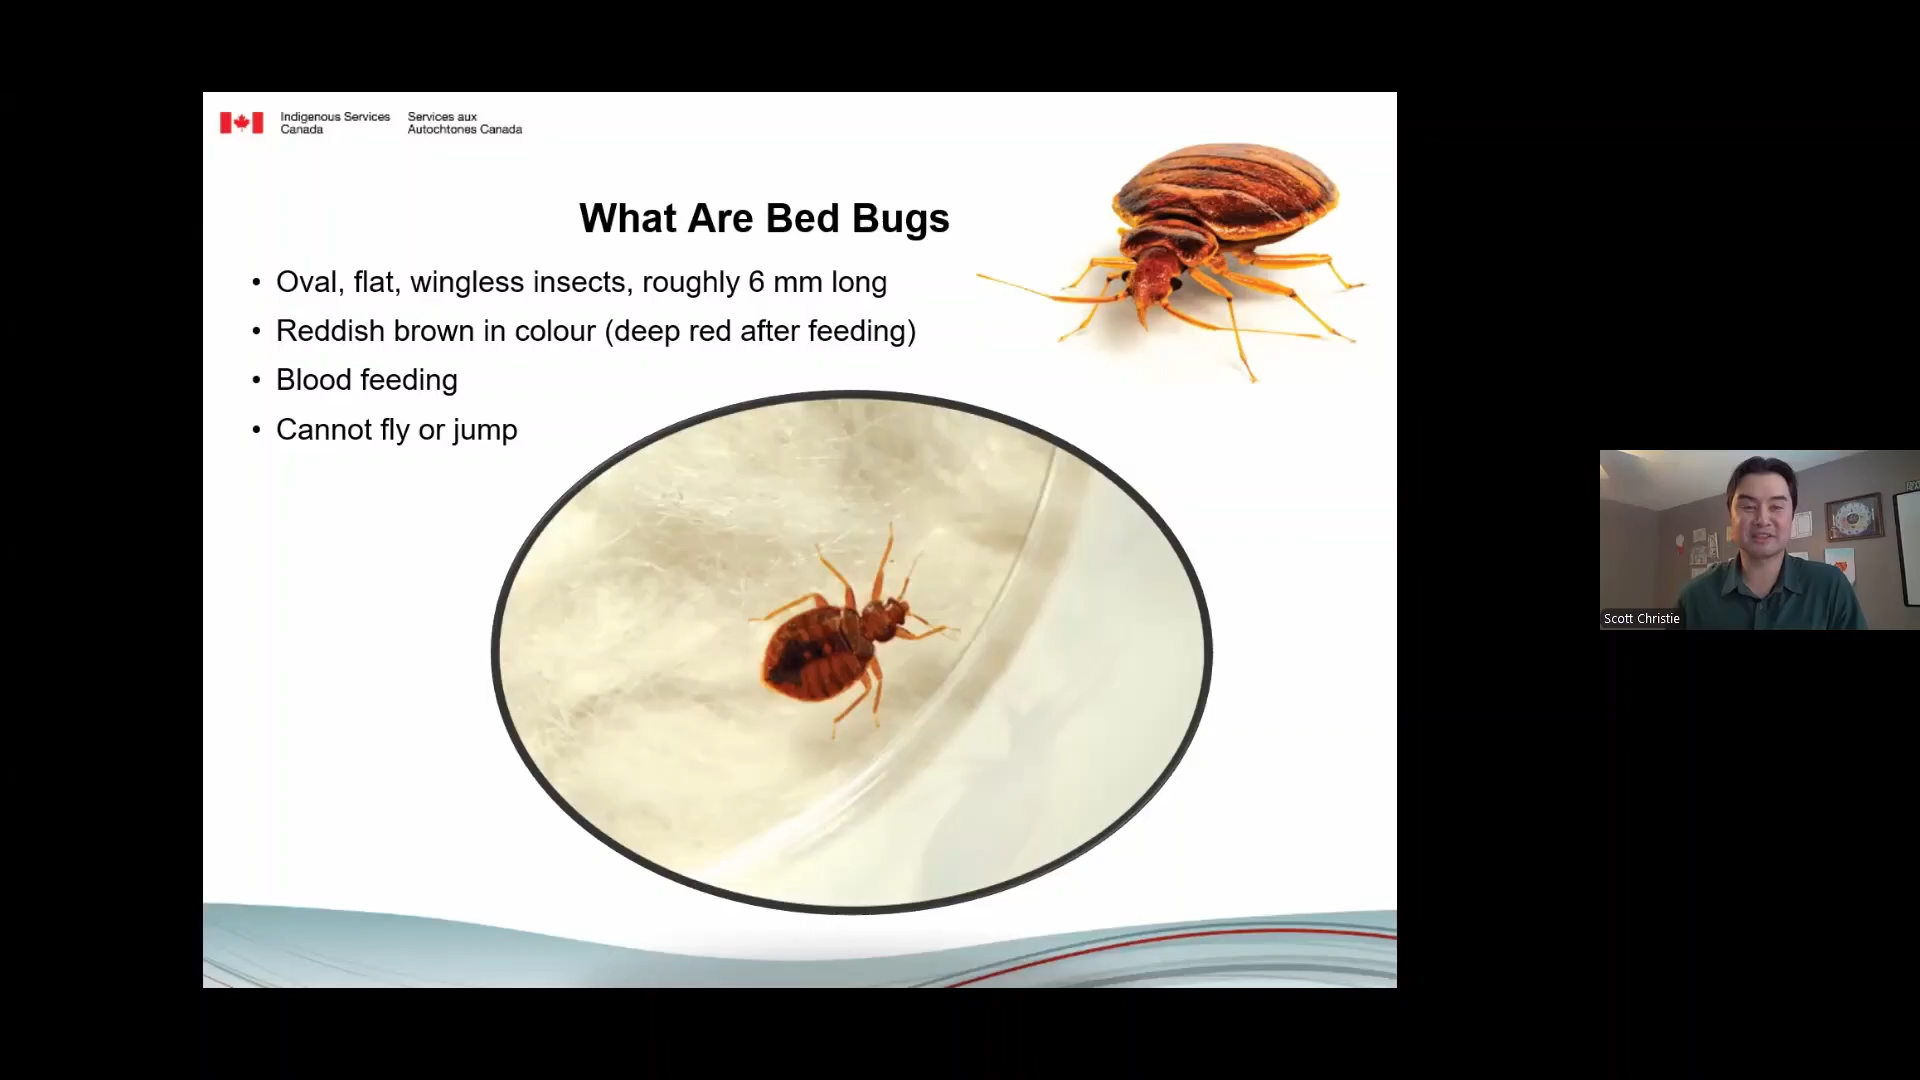 Indigenous Services Services aux
Canada Autochtones Canada
What Are Bed Bugs
• Oval, flat, wingless insects, roughly 6 mm long
• Reddish brown in colour (deep red after feeding)
• Blood feeding
• Cannot fly or jump
Scott Christie